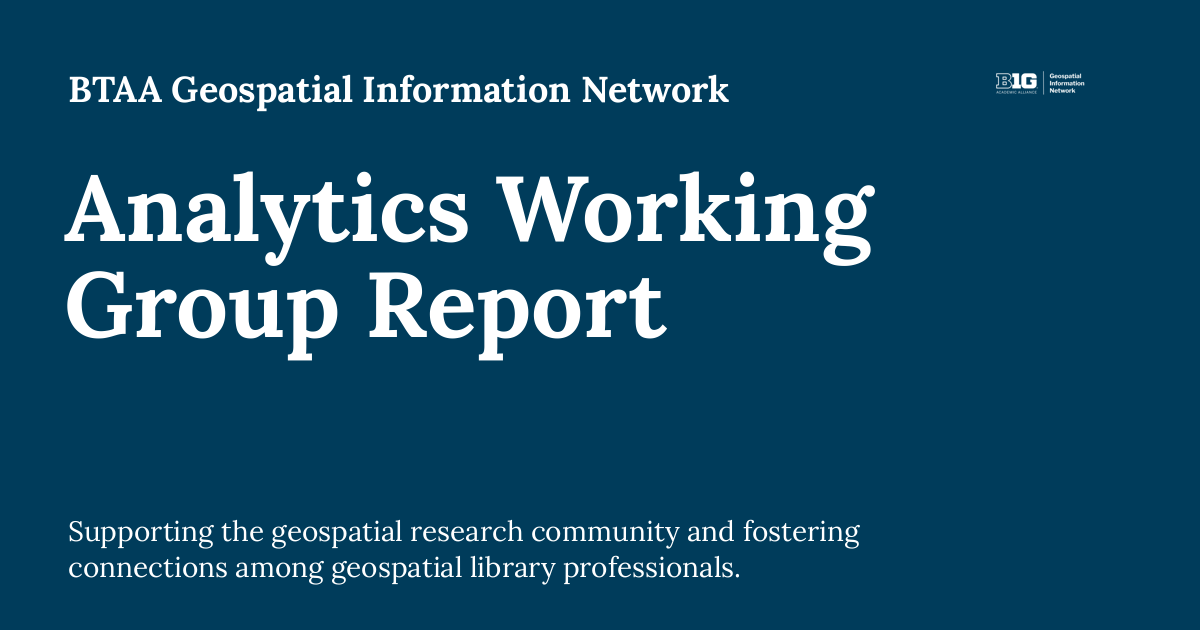 BTAA Geospatial Information Network
B1G
ACADEMIC ALLIANCE
Geospatial
Information
Network
Analytics Working
Group Report
Supporting the geospatial research community and fostering
connections among geospatial library professionals.